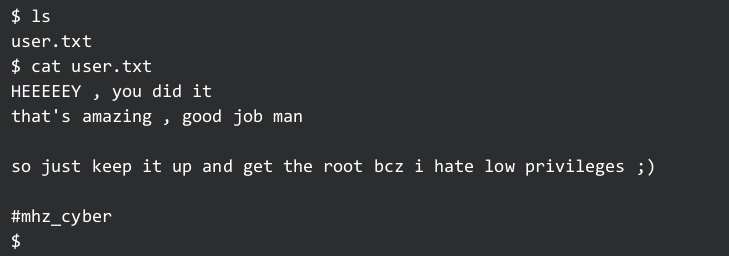 $ ls
user.txt
$ cat user.txt
HEEEEEY , you did it
that's amazing , good job man
so just keep it up and get the root bcz i hate low privileges ;)
#mhz_cyber
$